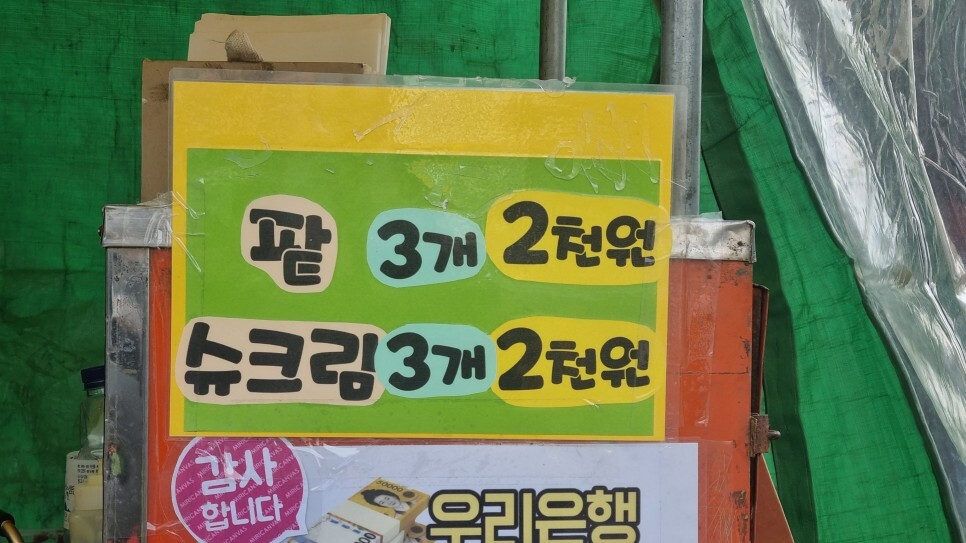 팥 3개 2천원
슈크림 3개 2천원
감사
합니다
우리은행